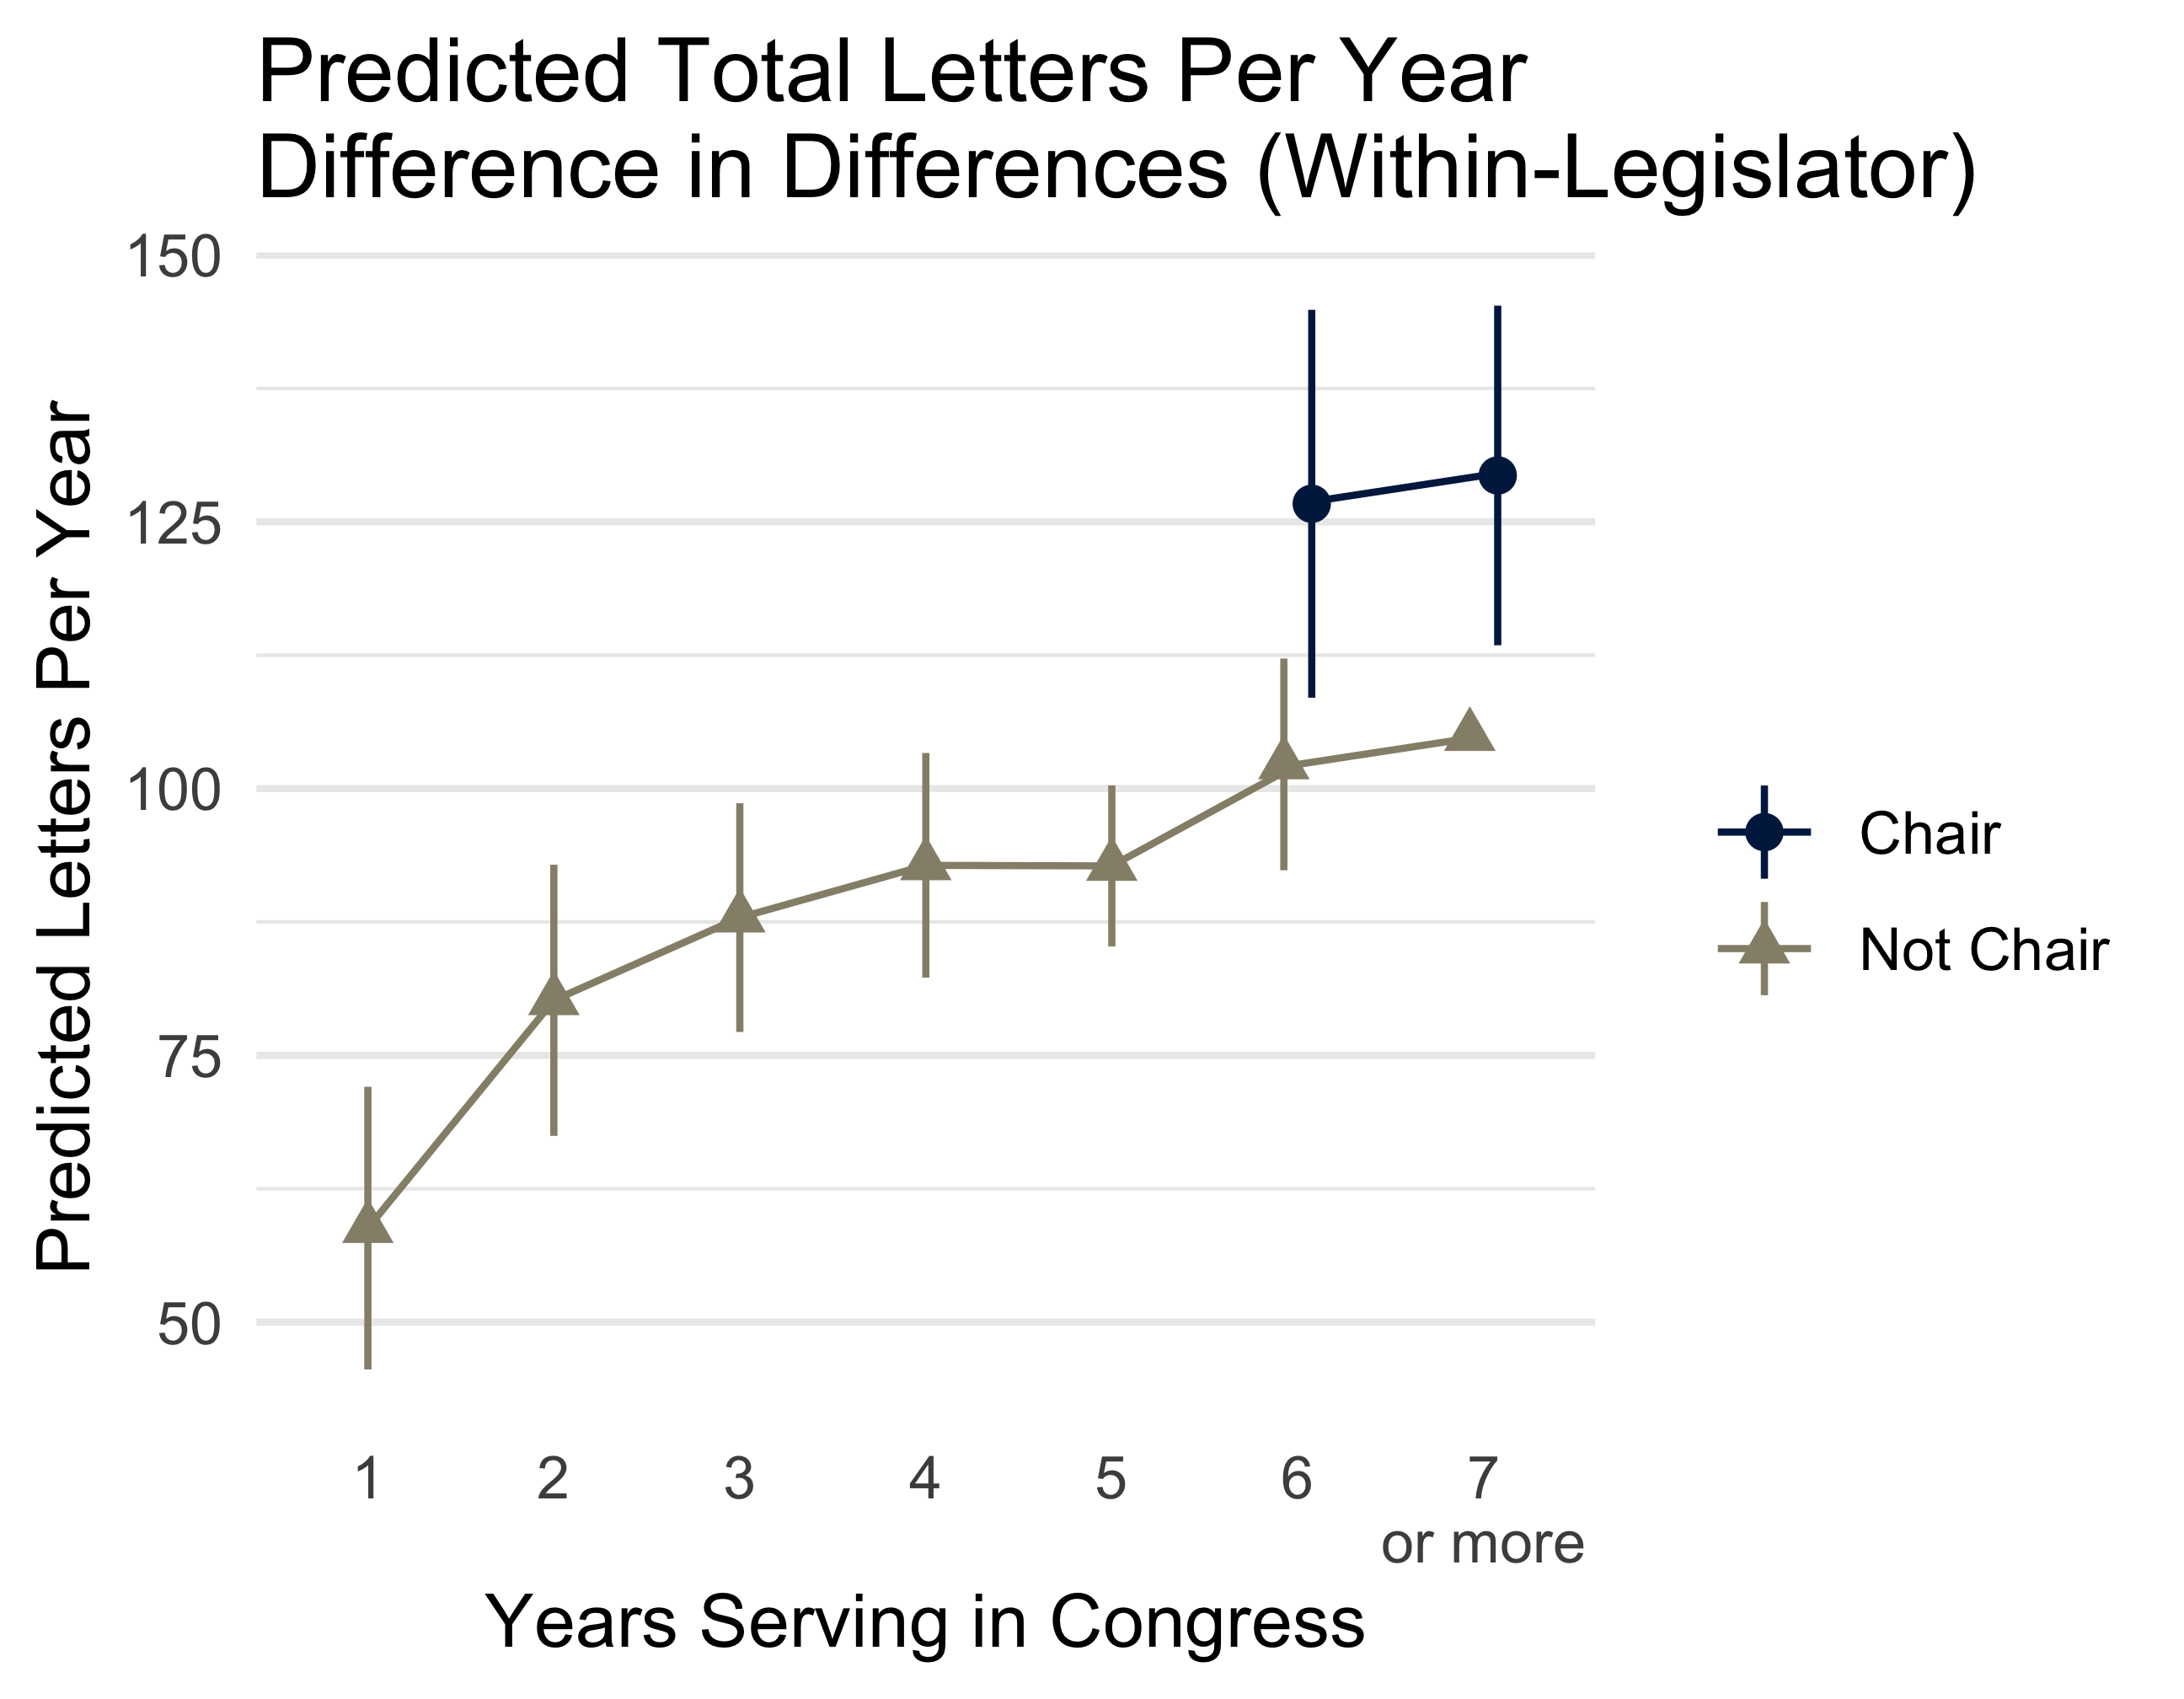 Predicted Total Letters Per Year
Difference in Differences (Within-Legislator)
Predicted Letters Per Year
150
125
100
75
50
Chair
Not Chair
1
2
3
4
5
6
7
or more
Years Serving in Congress